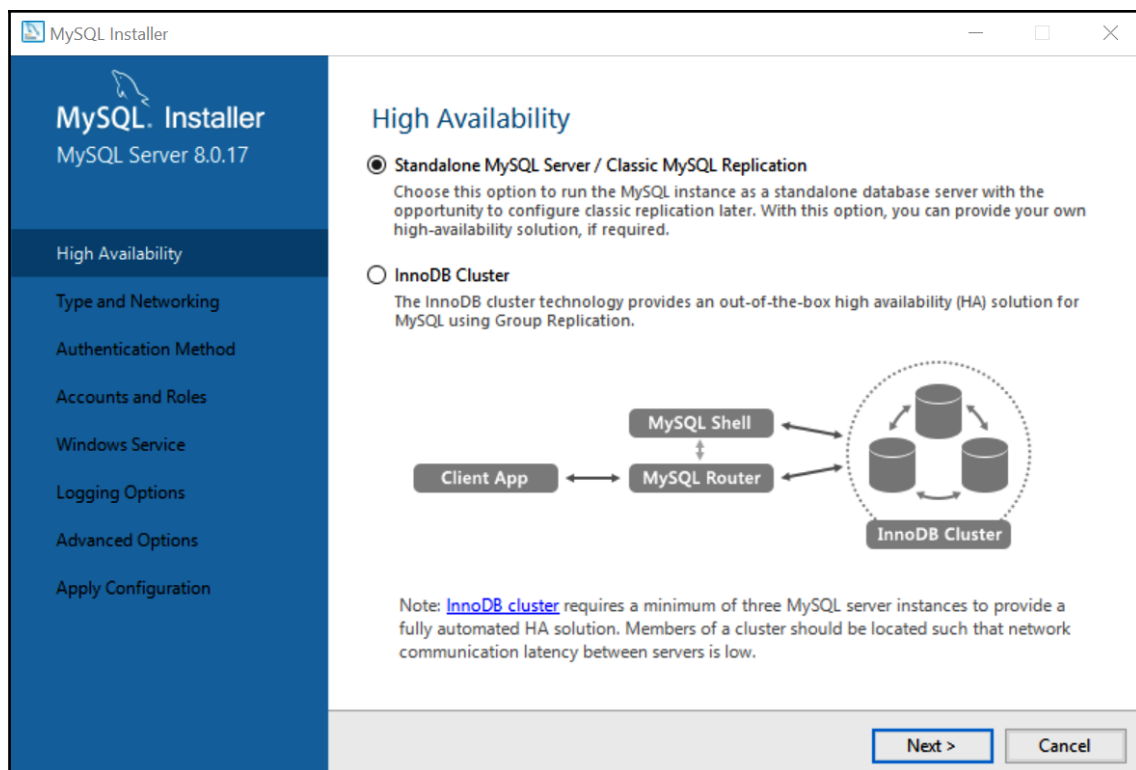 MySQL Installer
MySQL. Installer
MySQL Server 8.0.17
High Availability
Type and Networking
Authentication Method
Accounts and Roles
Windows Service
Logging Options
Advanced Options
Apply Configuration
High Availability
Standalone MySQL Server / Classic MySQL Replication
Choose this option to run the MySQL instance as a standalone database server with the
opportunity to configure classic replication later. With this option, you can provide your own
high-availability solution, if required.
InnoDB Cluster
The InnoDB cluster technology provides an out-of-the-box high availability (HA) solution for
MySQL using Group Replication.
MySQL Shell
Client App
MySQL Router
InnoDB Cluster
Note: InnoDB cluster requires a minimum of three MySQL server instances to provide a
fully automated HA solution. Members of a cluster should be located such that network
communication latency between servers is low.
Next >
Cancel